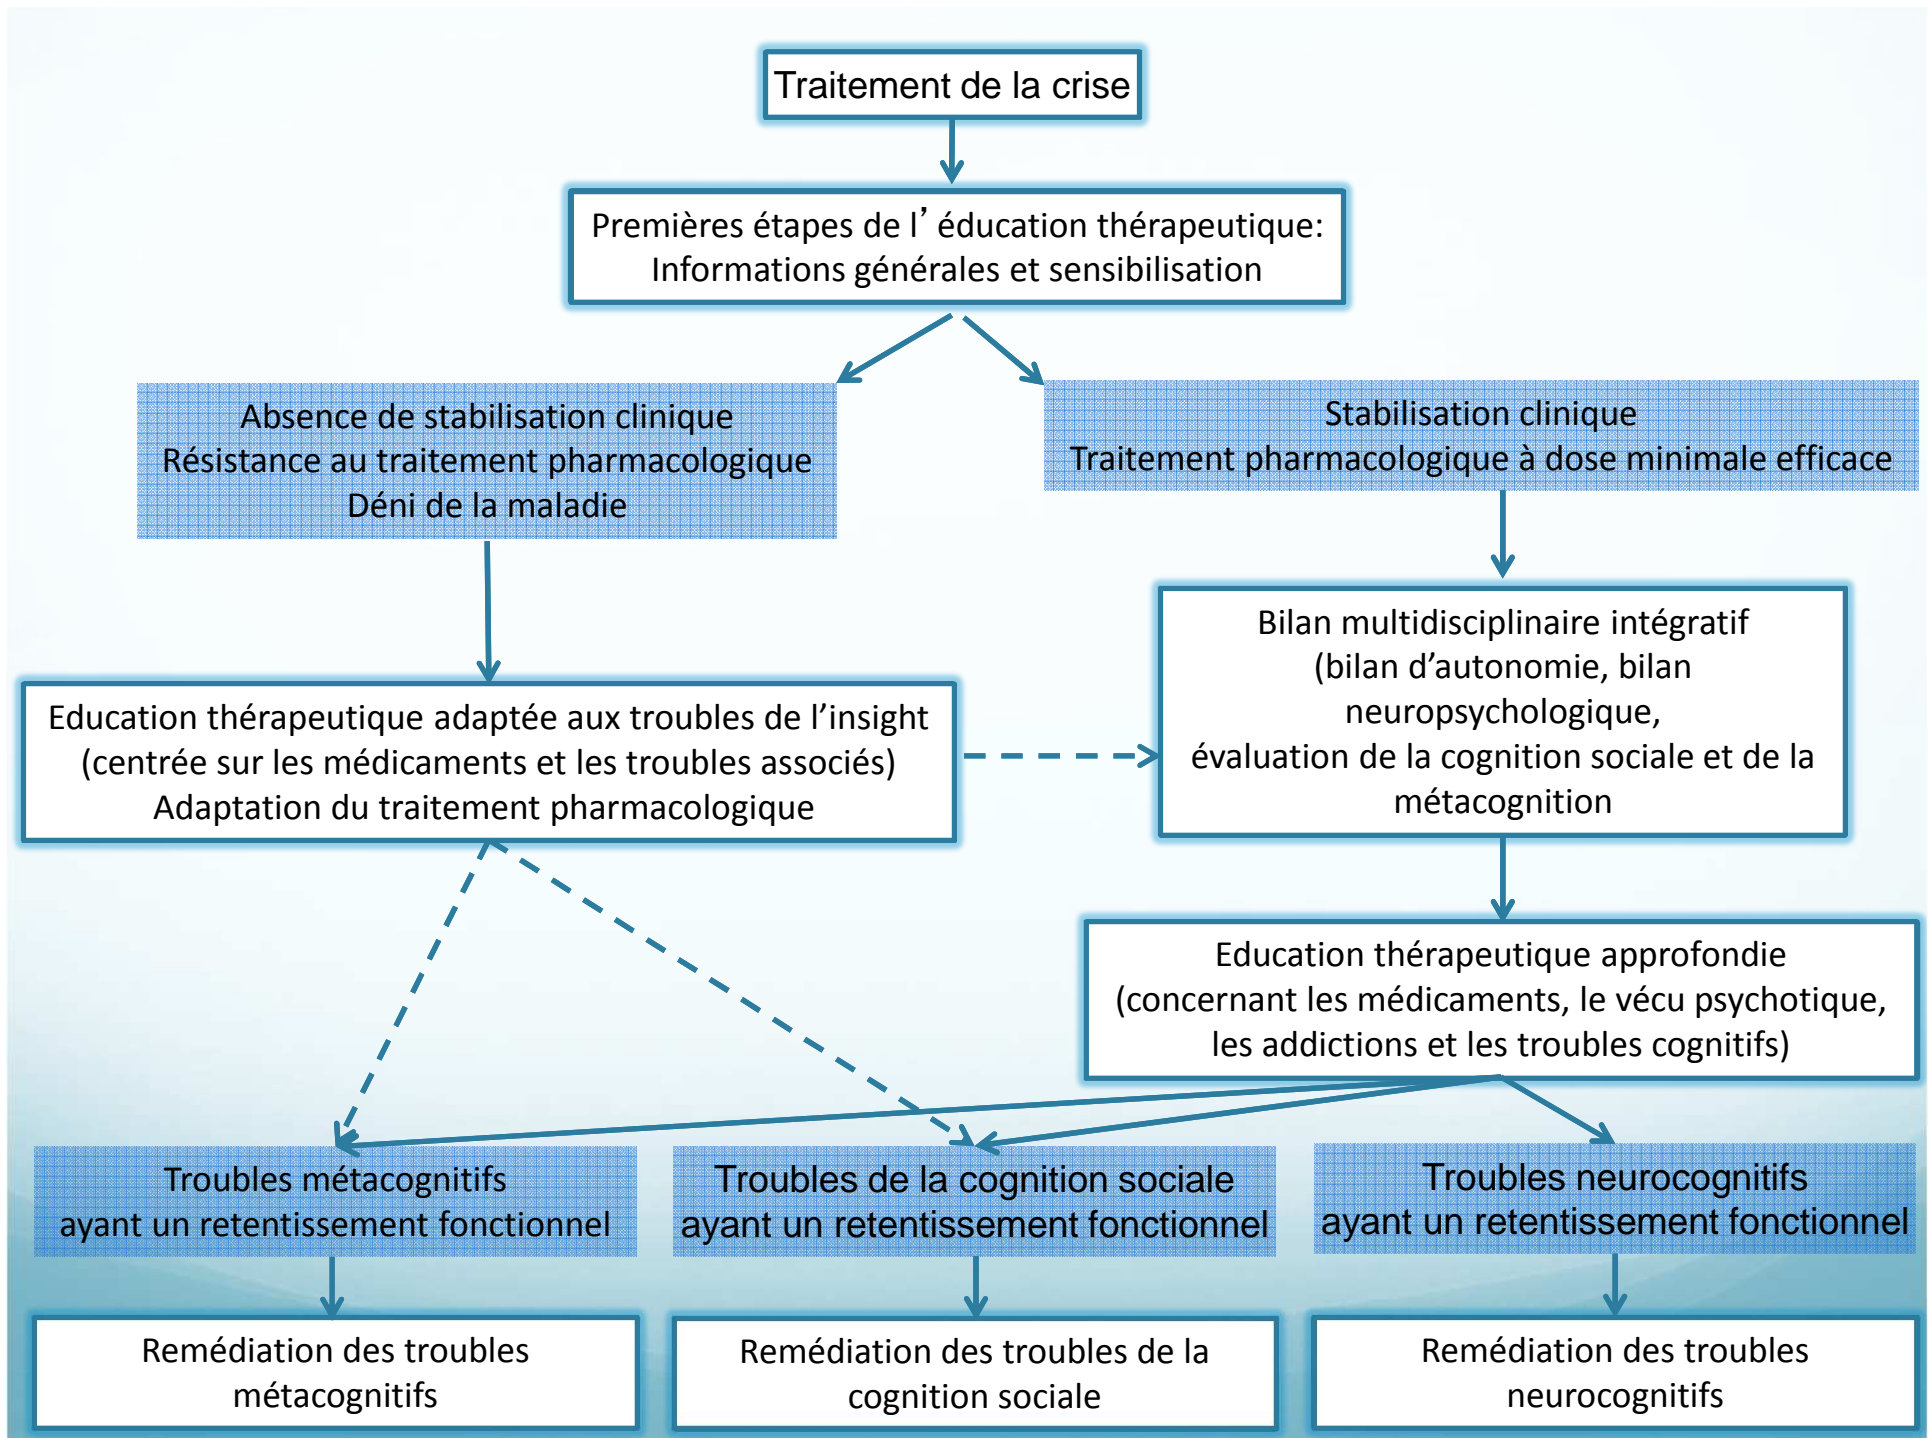 Traitement de la crise
Premières étapes de l’ éducation thérapeutique:
Informations générales et sensibilisation
Absence de stabilisation clinique
Résistance au traitement pharmacologique
Déni de la maladie
Stabilisation clinique
Traitement pharmacologique à dose minimale efficace
Education thérapeutique adaptée aux troubles de l’insight
(centrée sur les médicaments et les troubles associés)
Adaptation du traitement pharmacologique
Bilan multidisciplinaire intégratif
(bilan d’autonomie, bilan
neuropsychologique,
évaluation de la cognition sociale et de la
métacognition
Education thérapeutique approfondie
(concernant les médicaments, le vécu psychotique,
les addictions et les troubles cognitifs)
Troubles métacognitifs
ayant un retentissement fonctionnel
Troubles de la cognition sociale
ayant un retentissement fonctionnel
Troubles neurocognitifs
ayant un retentissement fonctionnel
Remédiation des troubles
métacognitifs
Remédiation des troubles de la
cognition sociale
Remédiation des troubles
neurocognitifs